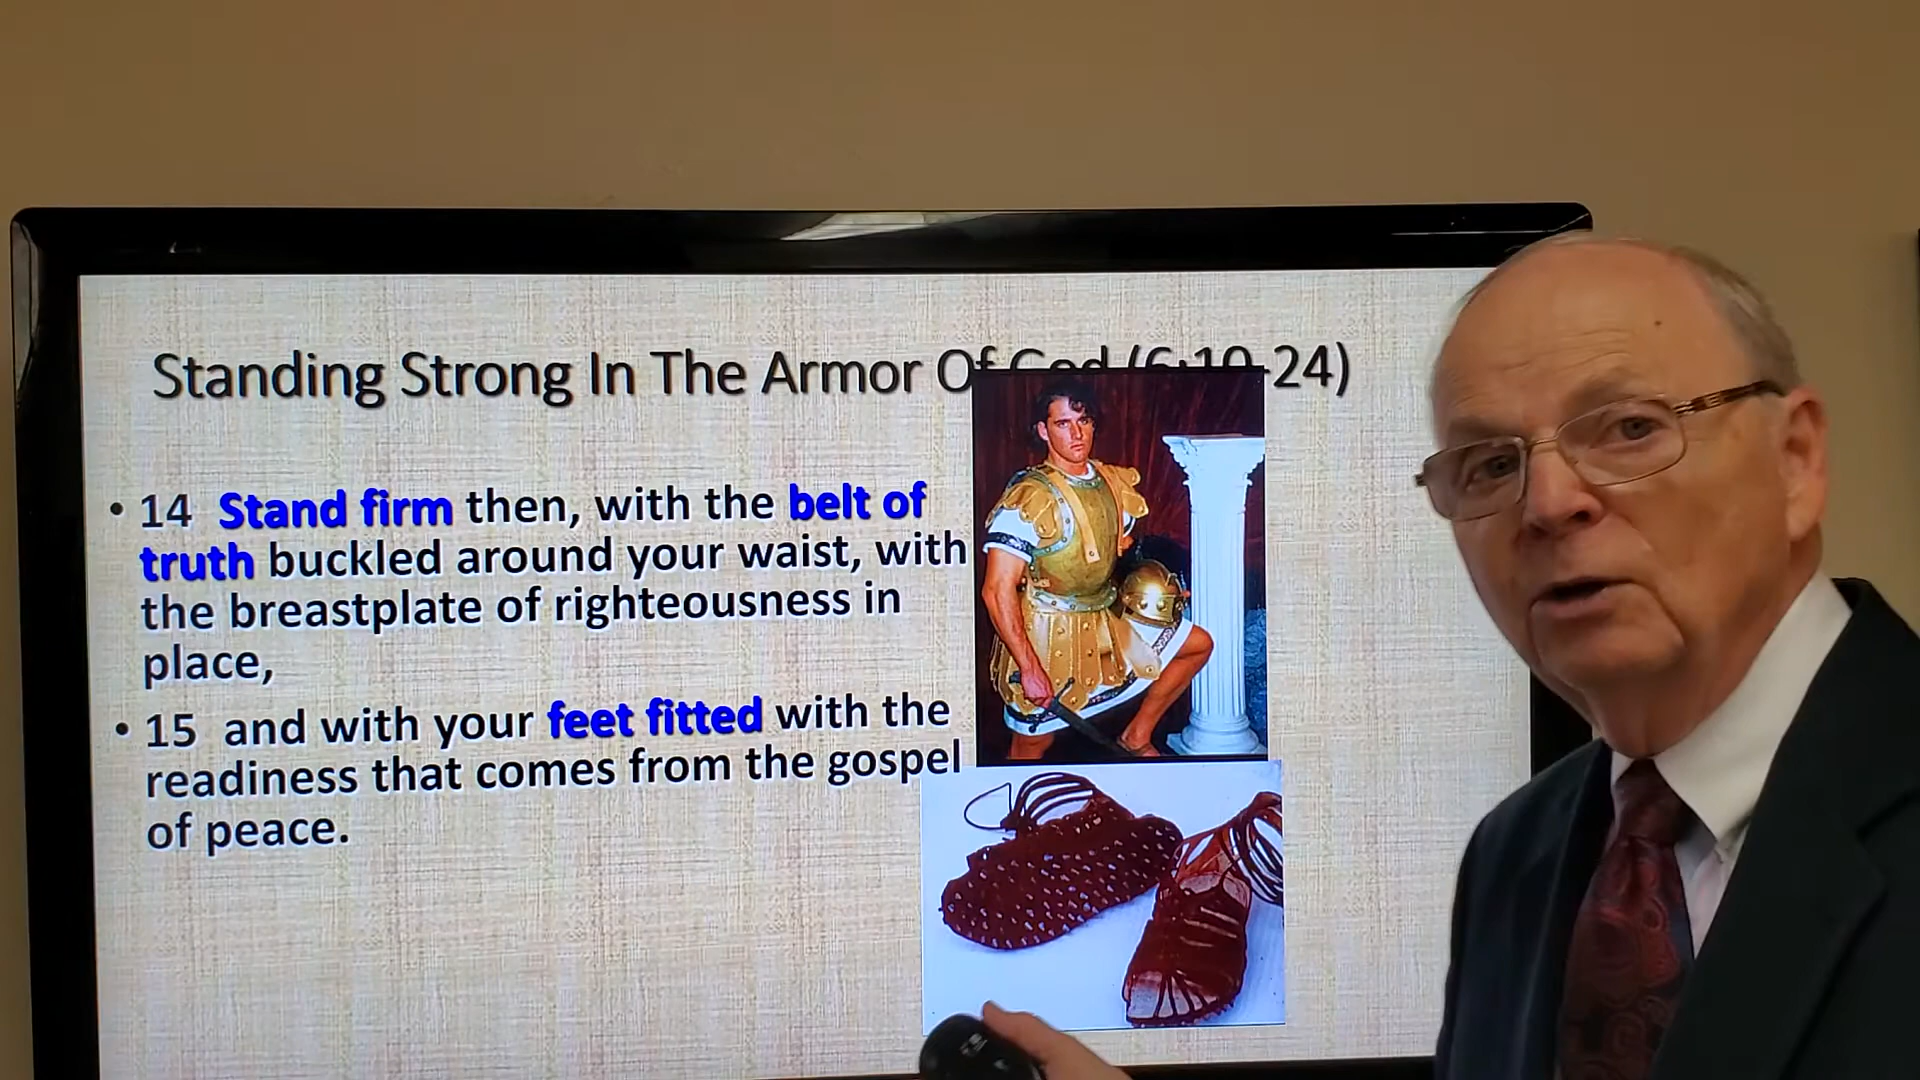 Standing Strong In The Armor Of God (6:10-24)
• 14 Stand firm then, with the belt of
truth buckled around your waist, with
the breastplate of righteousness in
place,
• 15 and with your feet fitted with the
readiness that comes from the gospel
of peace.